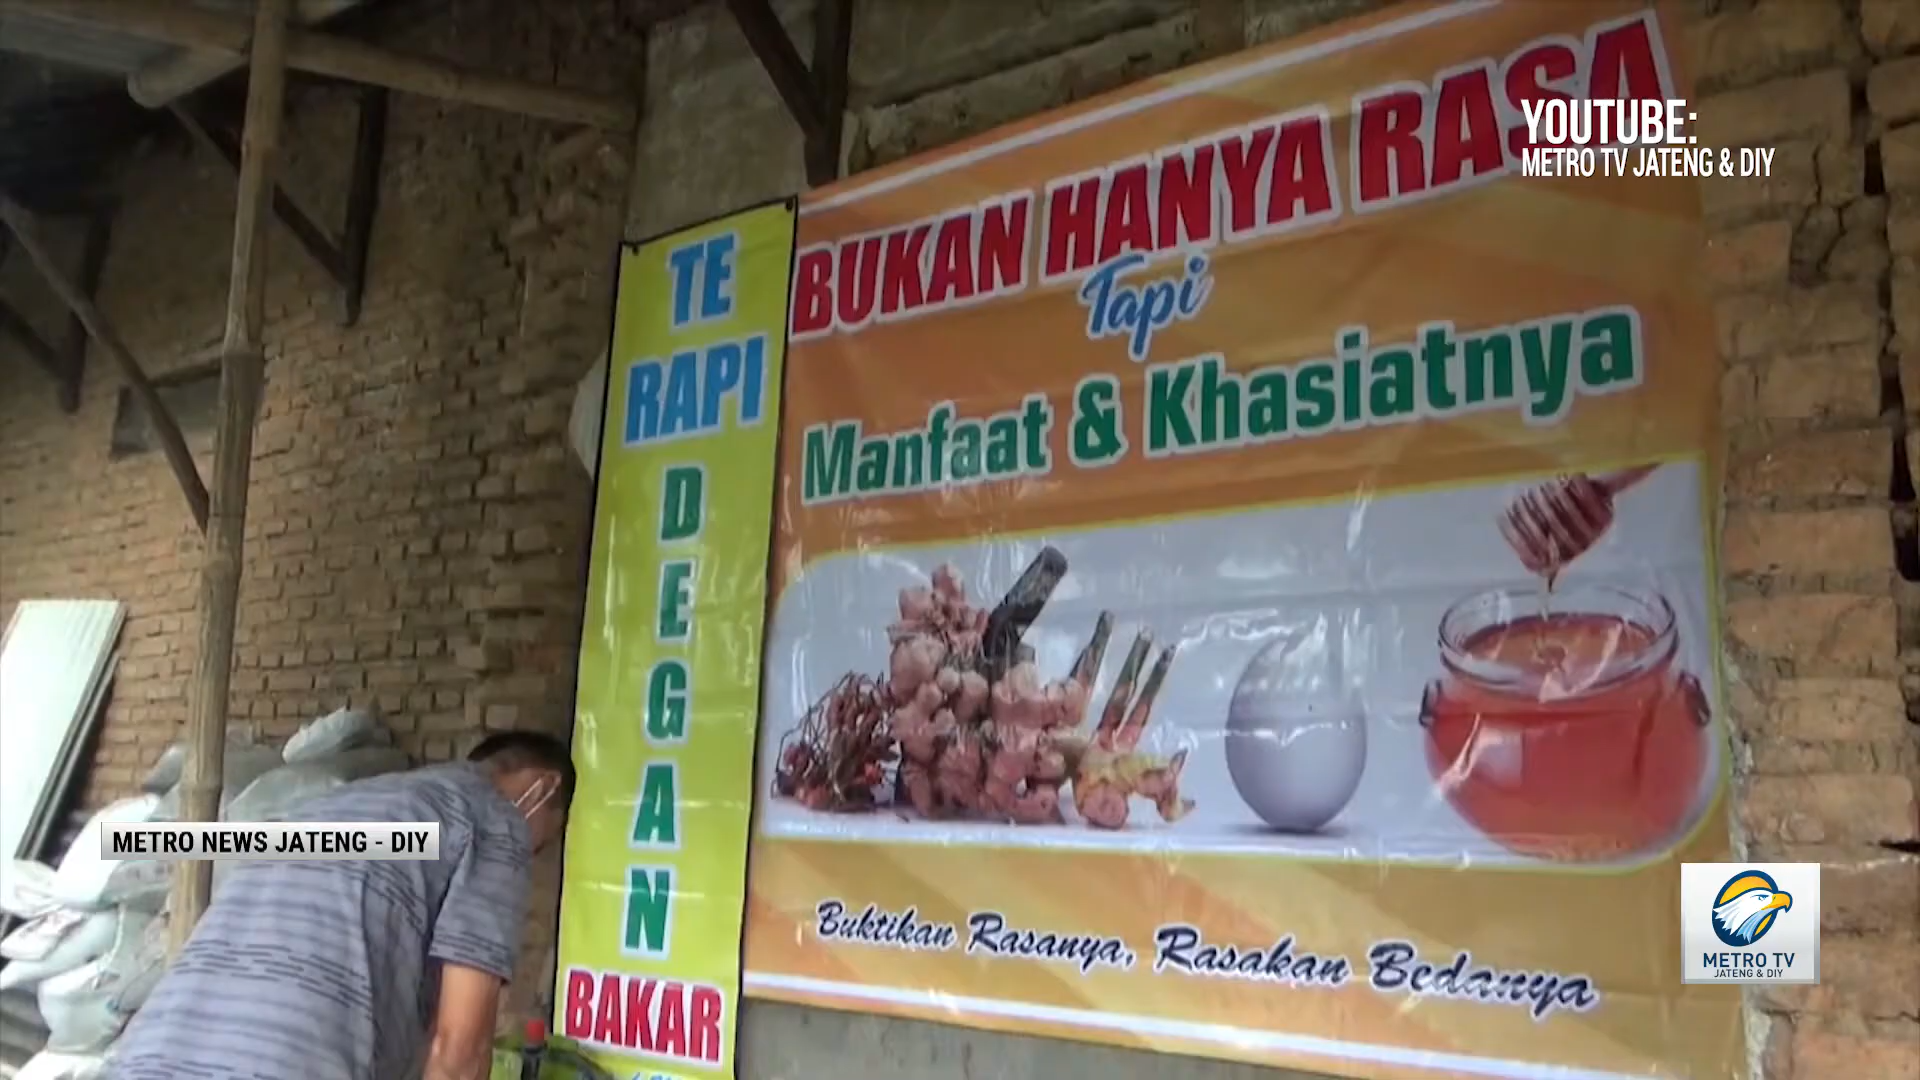 YOUTUBE:
METRO TV JATENG & DIY
BUKAN HANYA RASA
Tapi
Manfaat & Khasiatnya
Buktikan Rasanya, Rasakan Bedanya
TE
RAPI
D
E
G
A
N
BAKAR
METRO NEWS JATENG - DIY
METRO TV
JATENG & DIY